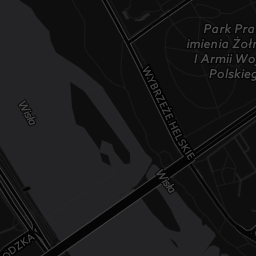 Park Pra
imienia Żoł
I Armii Wo
Polskieg
WYBRZEŻE HELSKIE
Wisła
Wisła
ODZKA